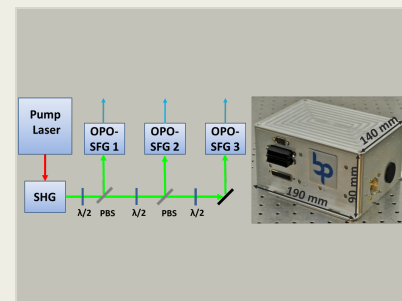 Pump
Laser
OPO-
SFG 1
OPO-
SFG 2
OPO-
SFG 3
SHG
λ/2
PBS
λ/2
PBS
λ/2
140 mm
190 mm
90 mm
bp